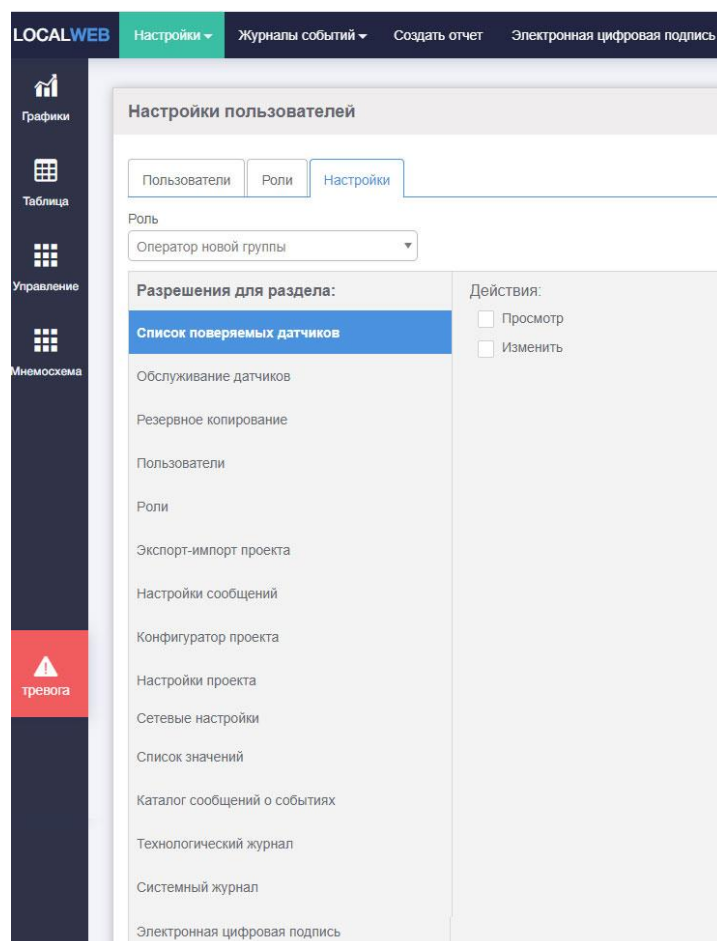 LOCALWEB Настройки Журналы событий Создать отчет Электронная цифровая подпись
Графики
Таблица
Управление
Мнемосхема
тревога
Настройки пользователей
Пользователи Роли Настройки
Роль
Оператор новой группы
Разрешения для раздела: Действия:
Список поверяемых датчиков Просмотр
Изменить
Обслуживание датчиков
Резервное копирование
Пользователи
Роли
Экспорт-импорт проекта
Настройки сообщений
Конфигуратор проекта
Настройки проекта
Сетевые настройки
Список значений
Каталог сообщений о событиях
Технологический журнал
Системный журнал
Электронная цифровая подпись